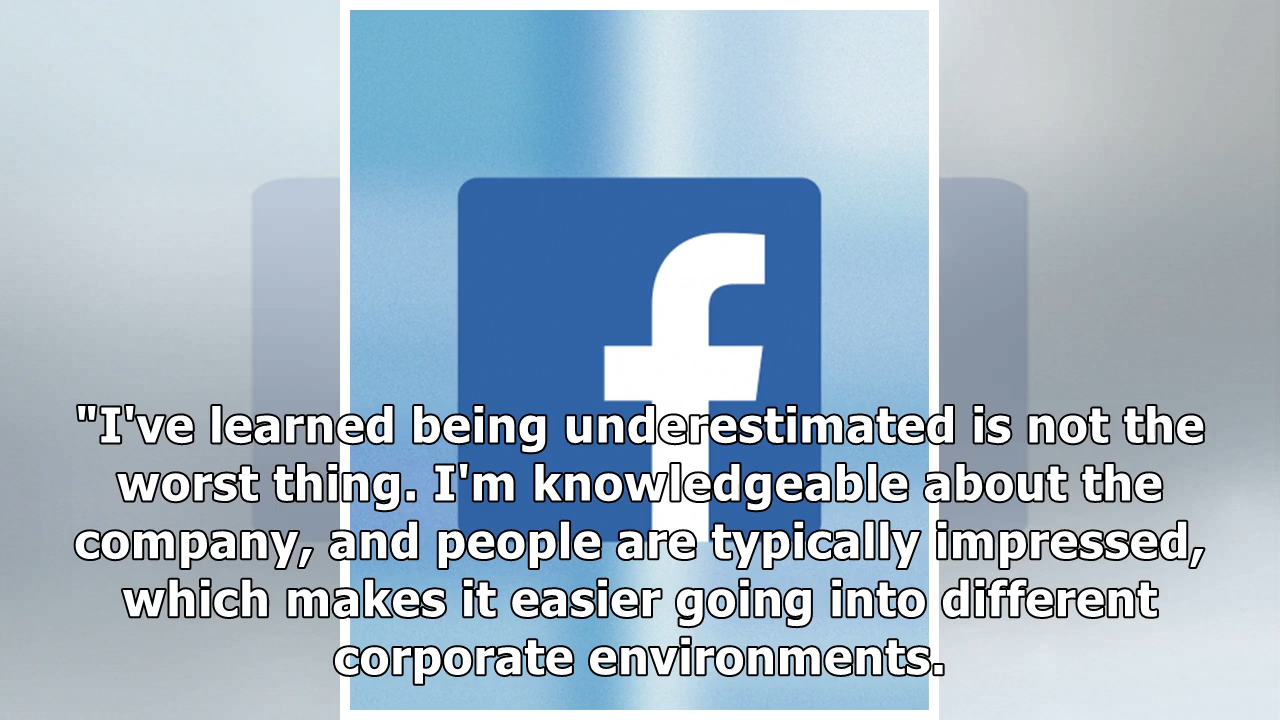 "I've learned being underestimated is not the
worst thing. I'm knowledgeable about the
company, and people are typically impressed,
which makes it easier going into different
corporate environments.